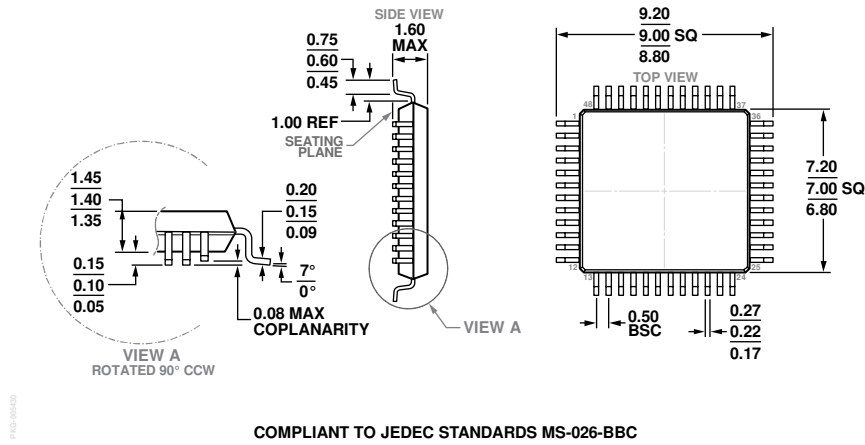 SIDE VIEW
1.60
MAX
0.75
0.60
0.45
1.00 REF
SEATING
PLANE
9.20
9.00 SQ
8.80
TOP VIEW
48
37
1
36
7.20
7.00 SQ
6.80
12
25
13
24
0.50
BSC
0.27
0.22
0.17
1.45
1.40
1.35
0.20
0.15
0.09
0.15
0.10
0.05
7°
0°
0.08 MAX
COPLANARITY
VIEW A
VIEW A
ROTATED 90° CCW
COMPLIANT TO JEDEC STANDARDS MS-026-BBC